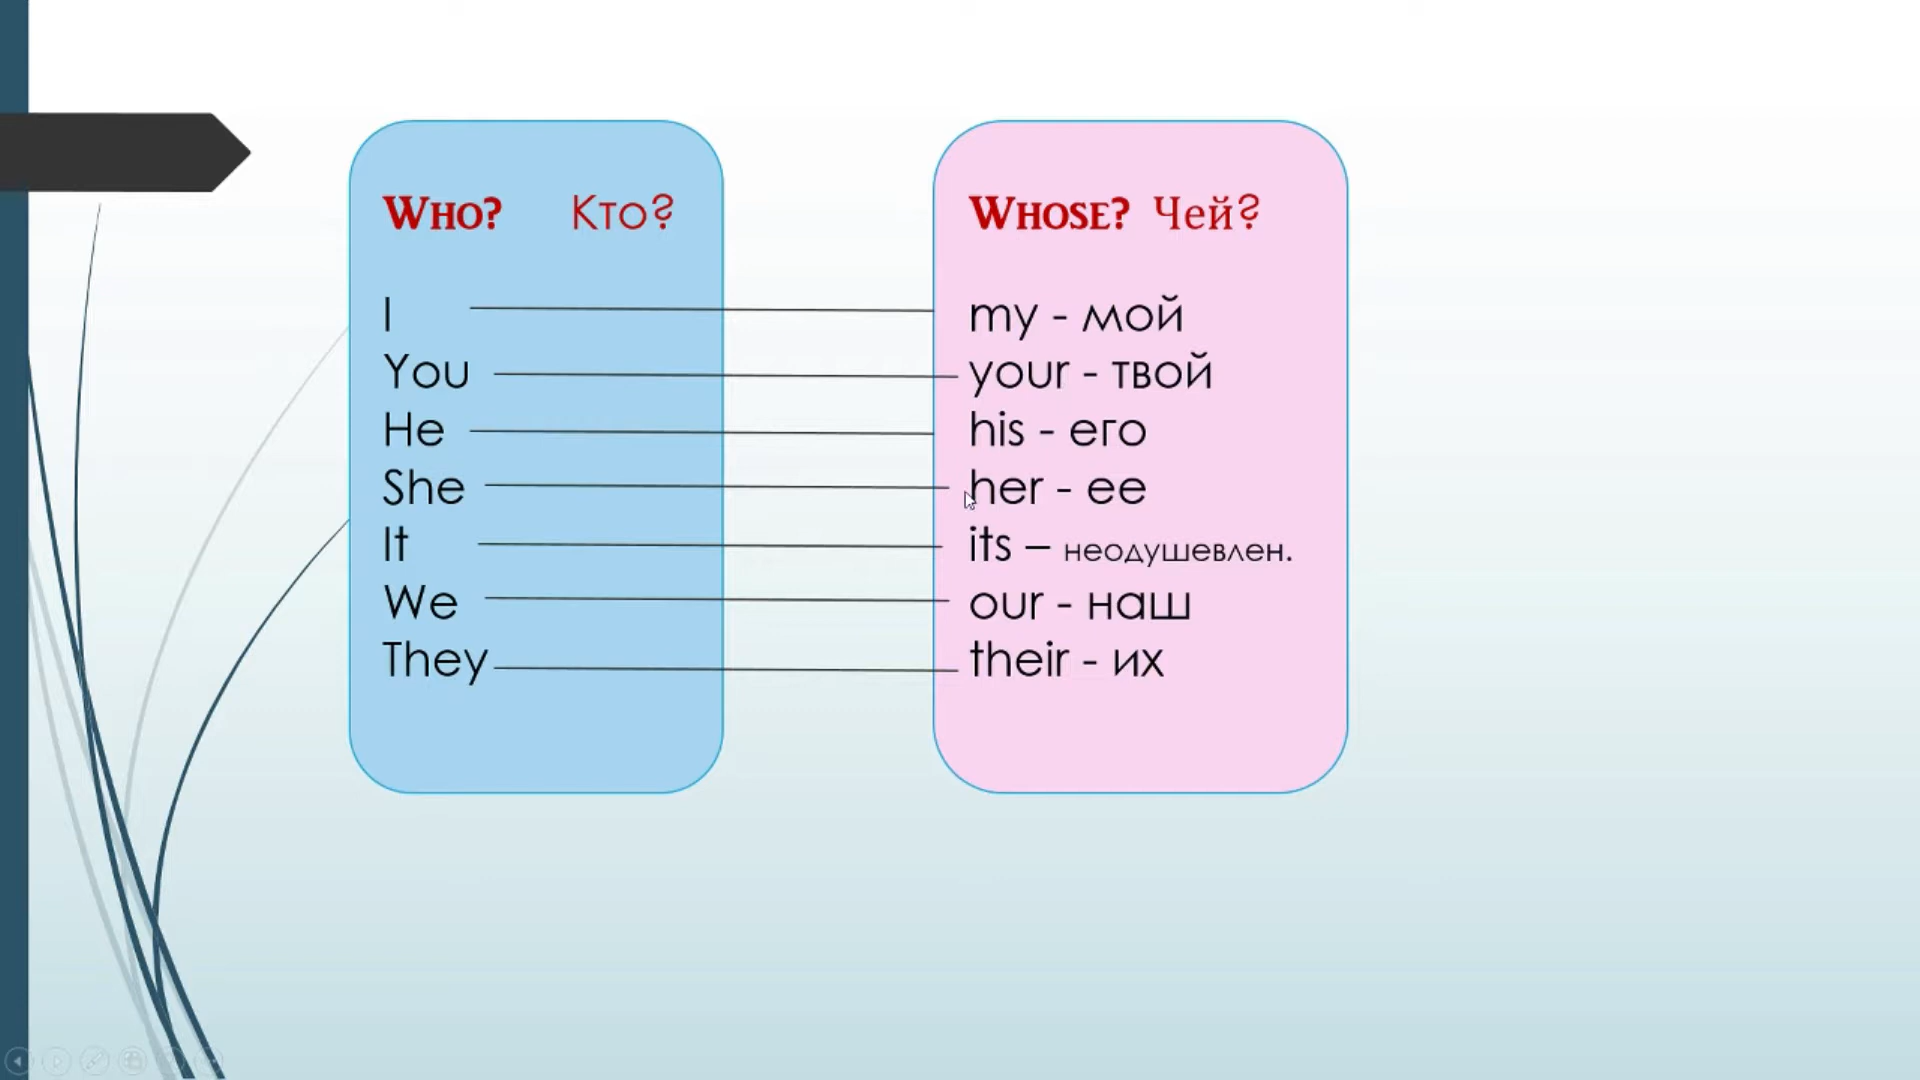 Who? Кто?
I
You
He
She
It
We
They
Whose? Чей?
my - мой
your - твой
his - его
her - ее
its – неодушевлен.
our - наш
their - их